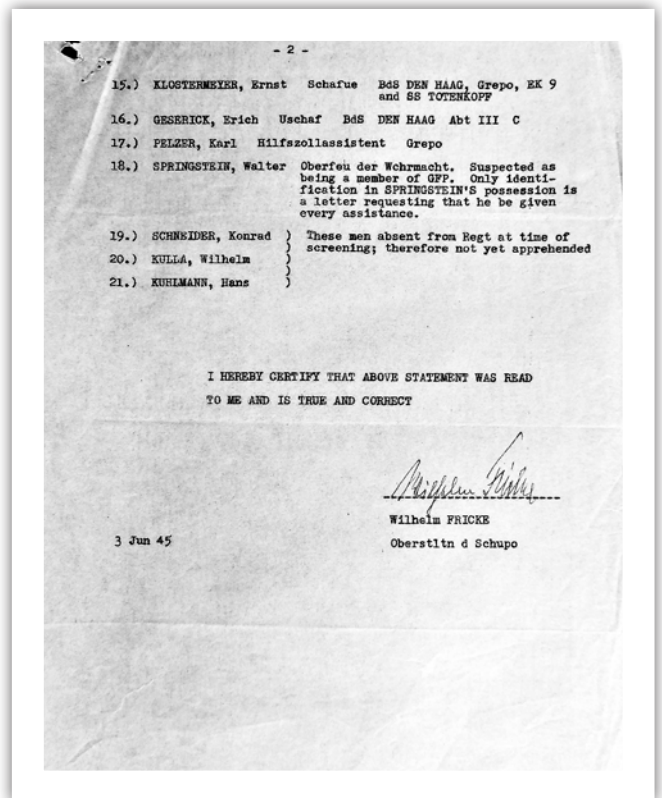 - 2 -
15.) KLOSTERMEYER, Ernst Schafue BdS DEN HAAG, Grepo, EK 9
and SS TOTENKOPF
16.) GESERICK, Erich Uschaf BdS DEN HAAG Abt III C
17.) PELZER, Karl Hilfszollassistent Grepo
18.) SPRINGSTEIN, Walter Oberfeu der Wehrmacht. Suspected as
being a member of GFP. Only identi-
fication in SPRINGSTEIN'S possession is
a letter requesting that he be given
every assistance.
19.) SCHNEIDER, Konrad ) These men absent from Regt at time of
) screening; therefore not yet apprehended
20.) KULLA, Wilhelm )
)
21.) KUHLMANN, Hans )
I HEREBY CERTIFY THAT ABOVE STATEMENT WAS READ
TO ME AND IS TRUE AND CORRECT
Wilhelm Fricke
Wilhelm FRICKE
3 Jun 45 Oberstltn d Schupo